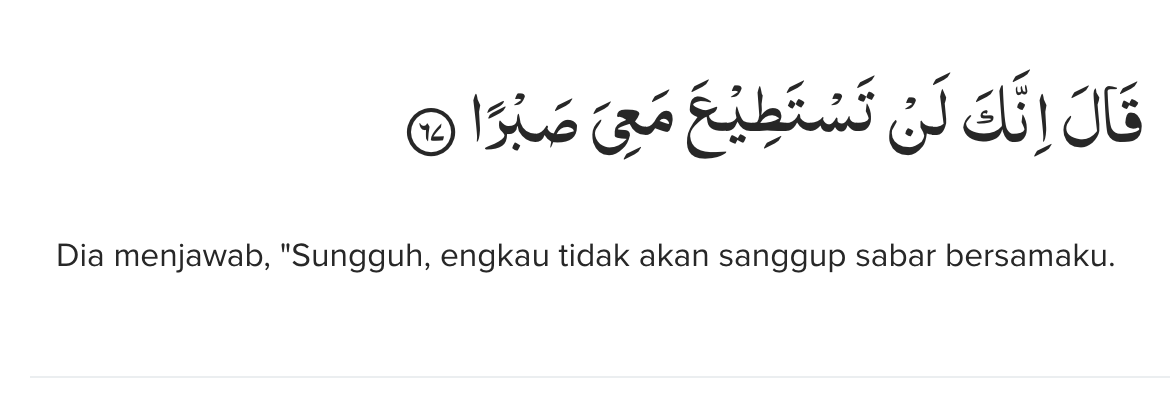 قَالَ اِنَّكَ لَنْ تَسْتَطِيْعَ مَعِيَ صَبْرًا ٦٧
Dia menjawab, "Sungguh, engkau tidak akan sanggup sabar bersamaku.